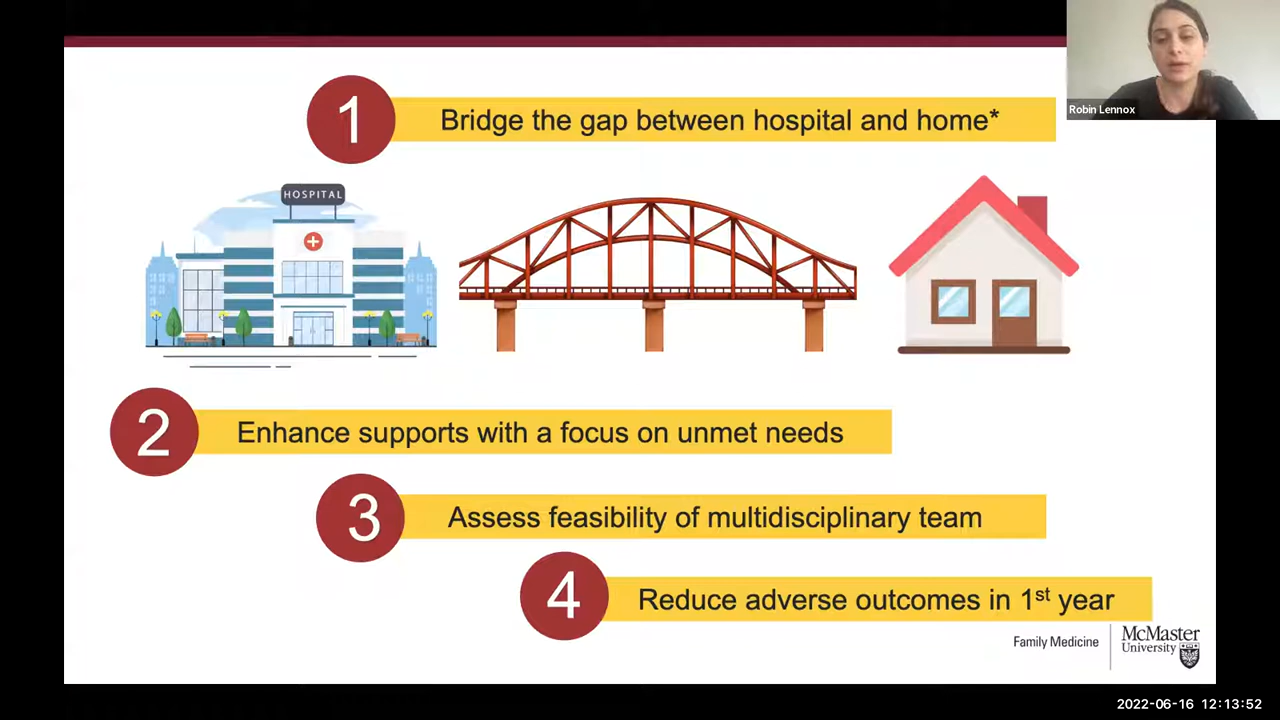 1
Bridge the gap between hospital and home*
Robin Lennox
HOSPITAL
2
Enhance supports with a focus on unmet needs
3
Assess feasibility of multidisciplinary team
4
Reduce adverse outcomes in 1st year
Family Medicine
McMaster
University
2022-06-16 12:13:52